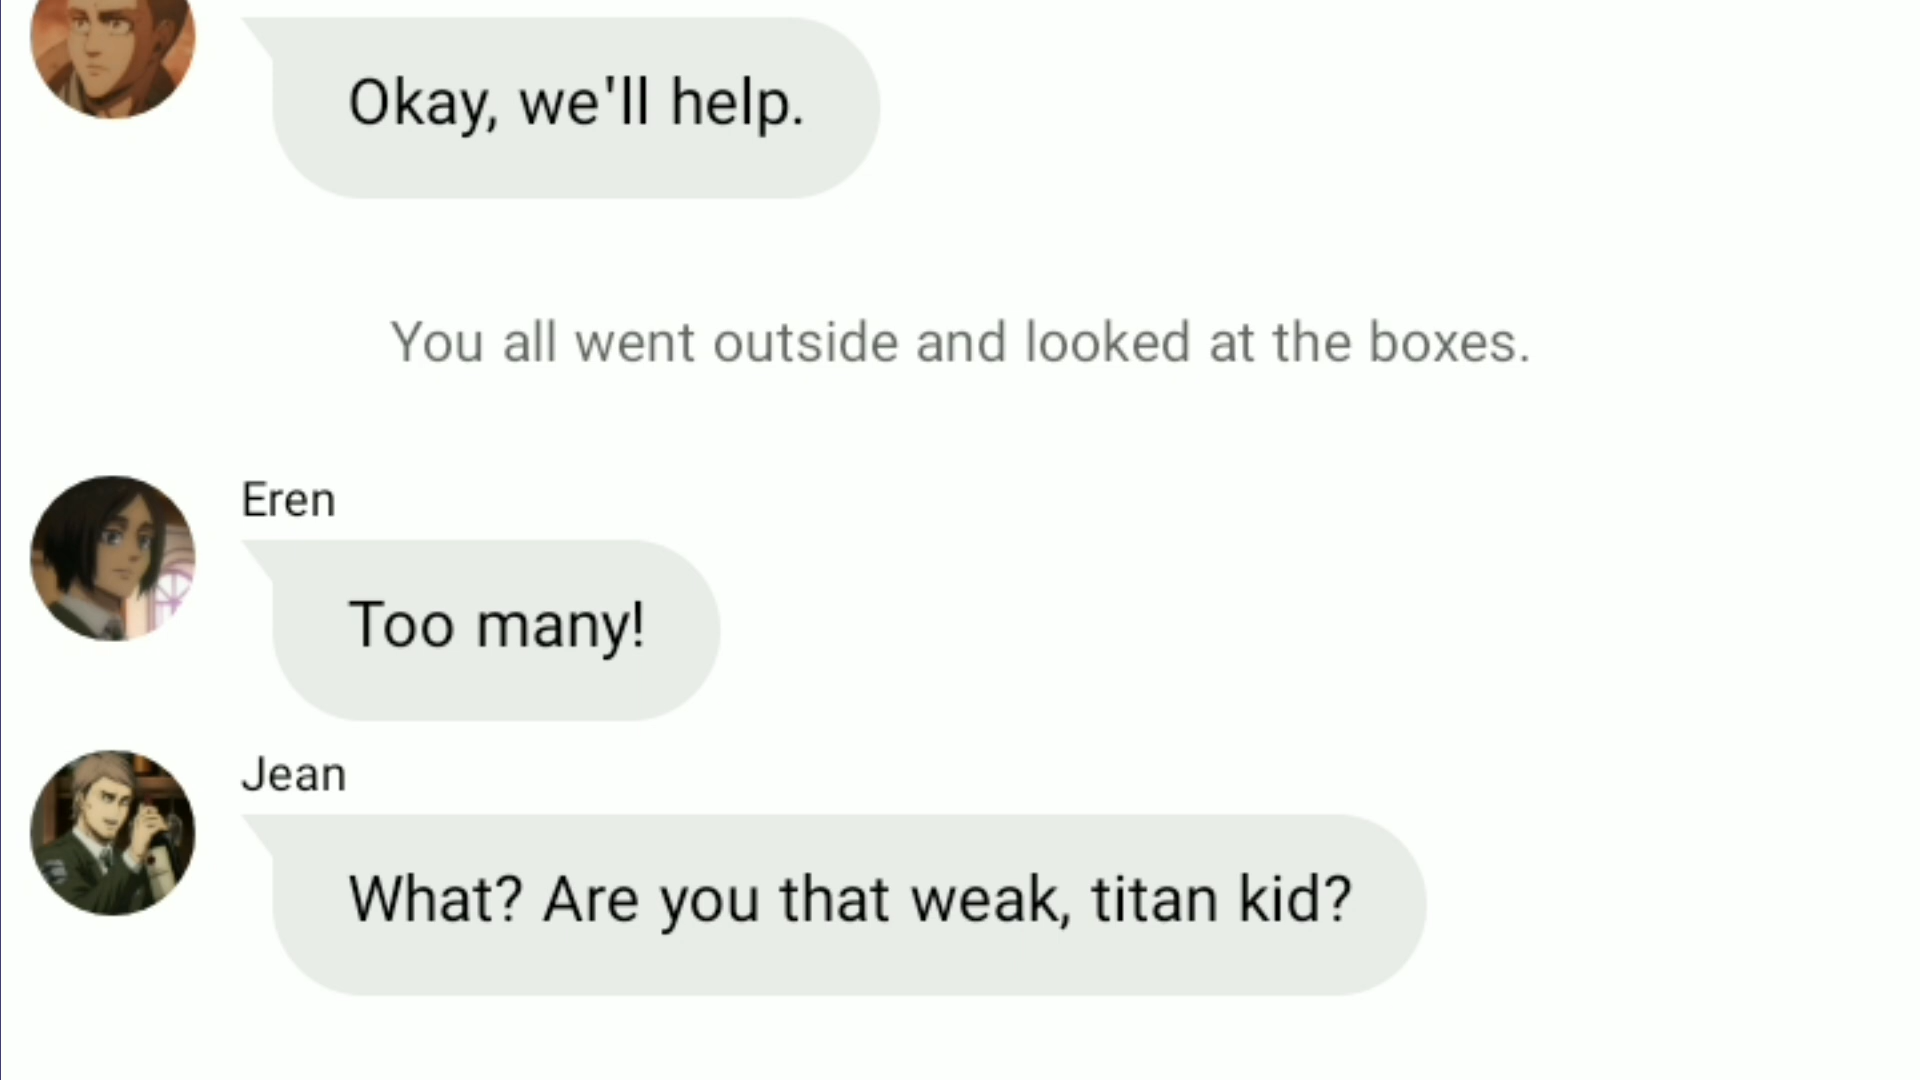 Okay, we'll help.
You all went outside and looked at the boxes.
Eren
Too many!
Jean
What? Are you that weak, titan kid?